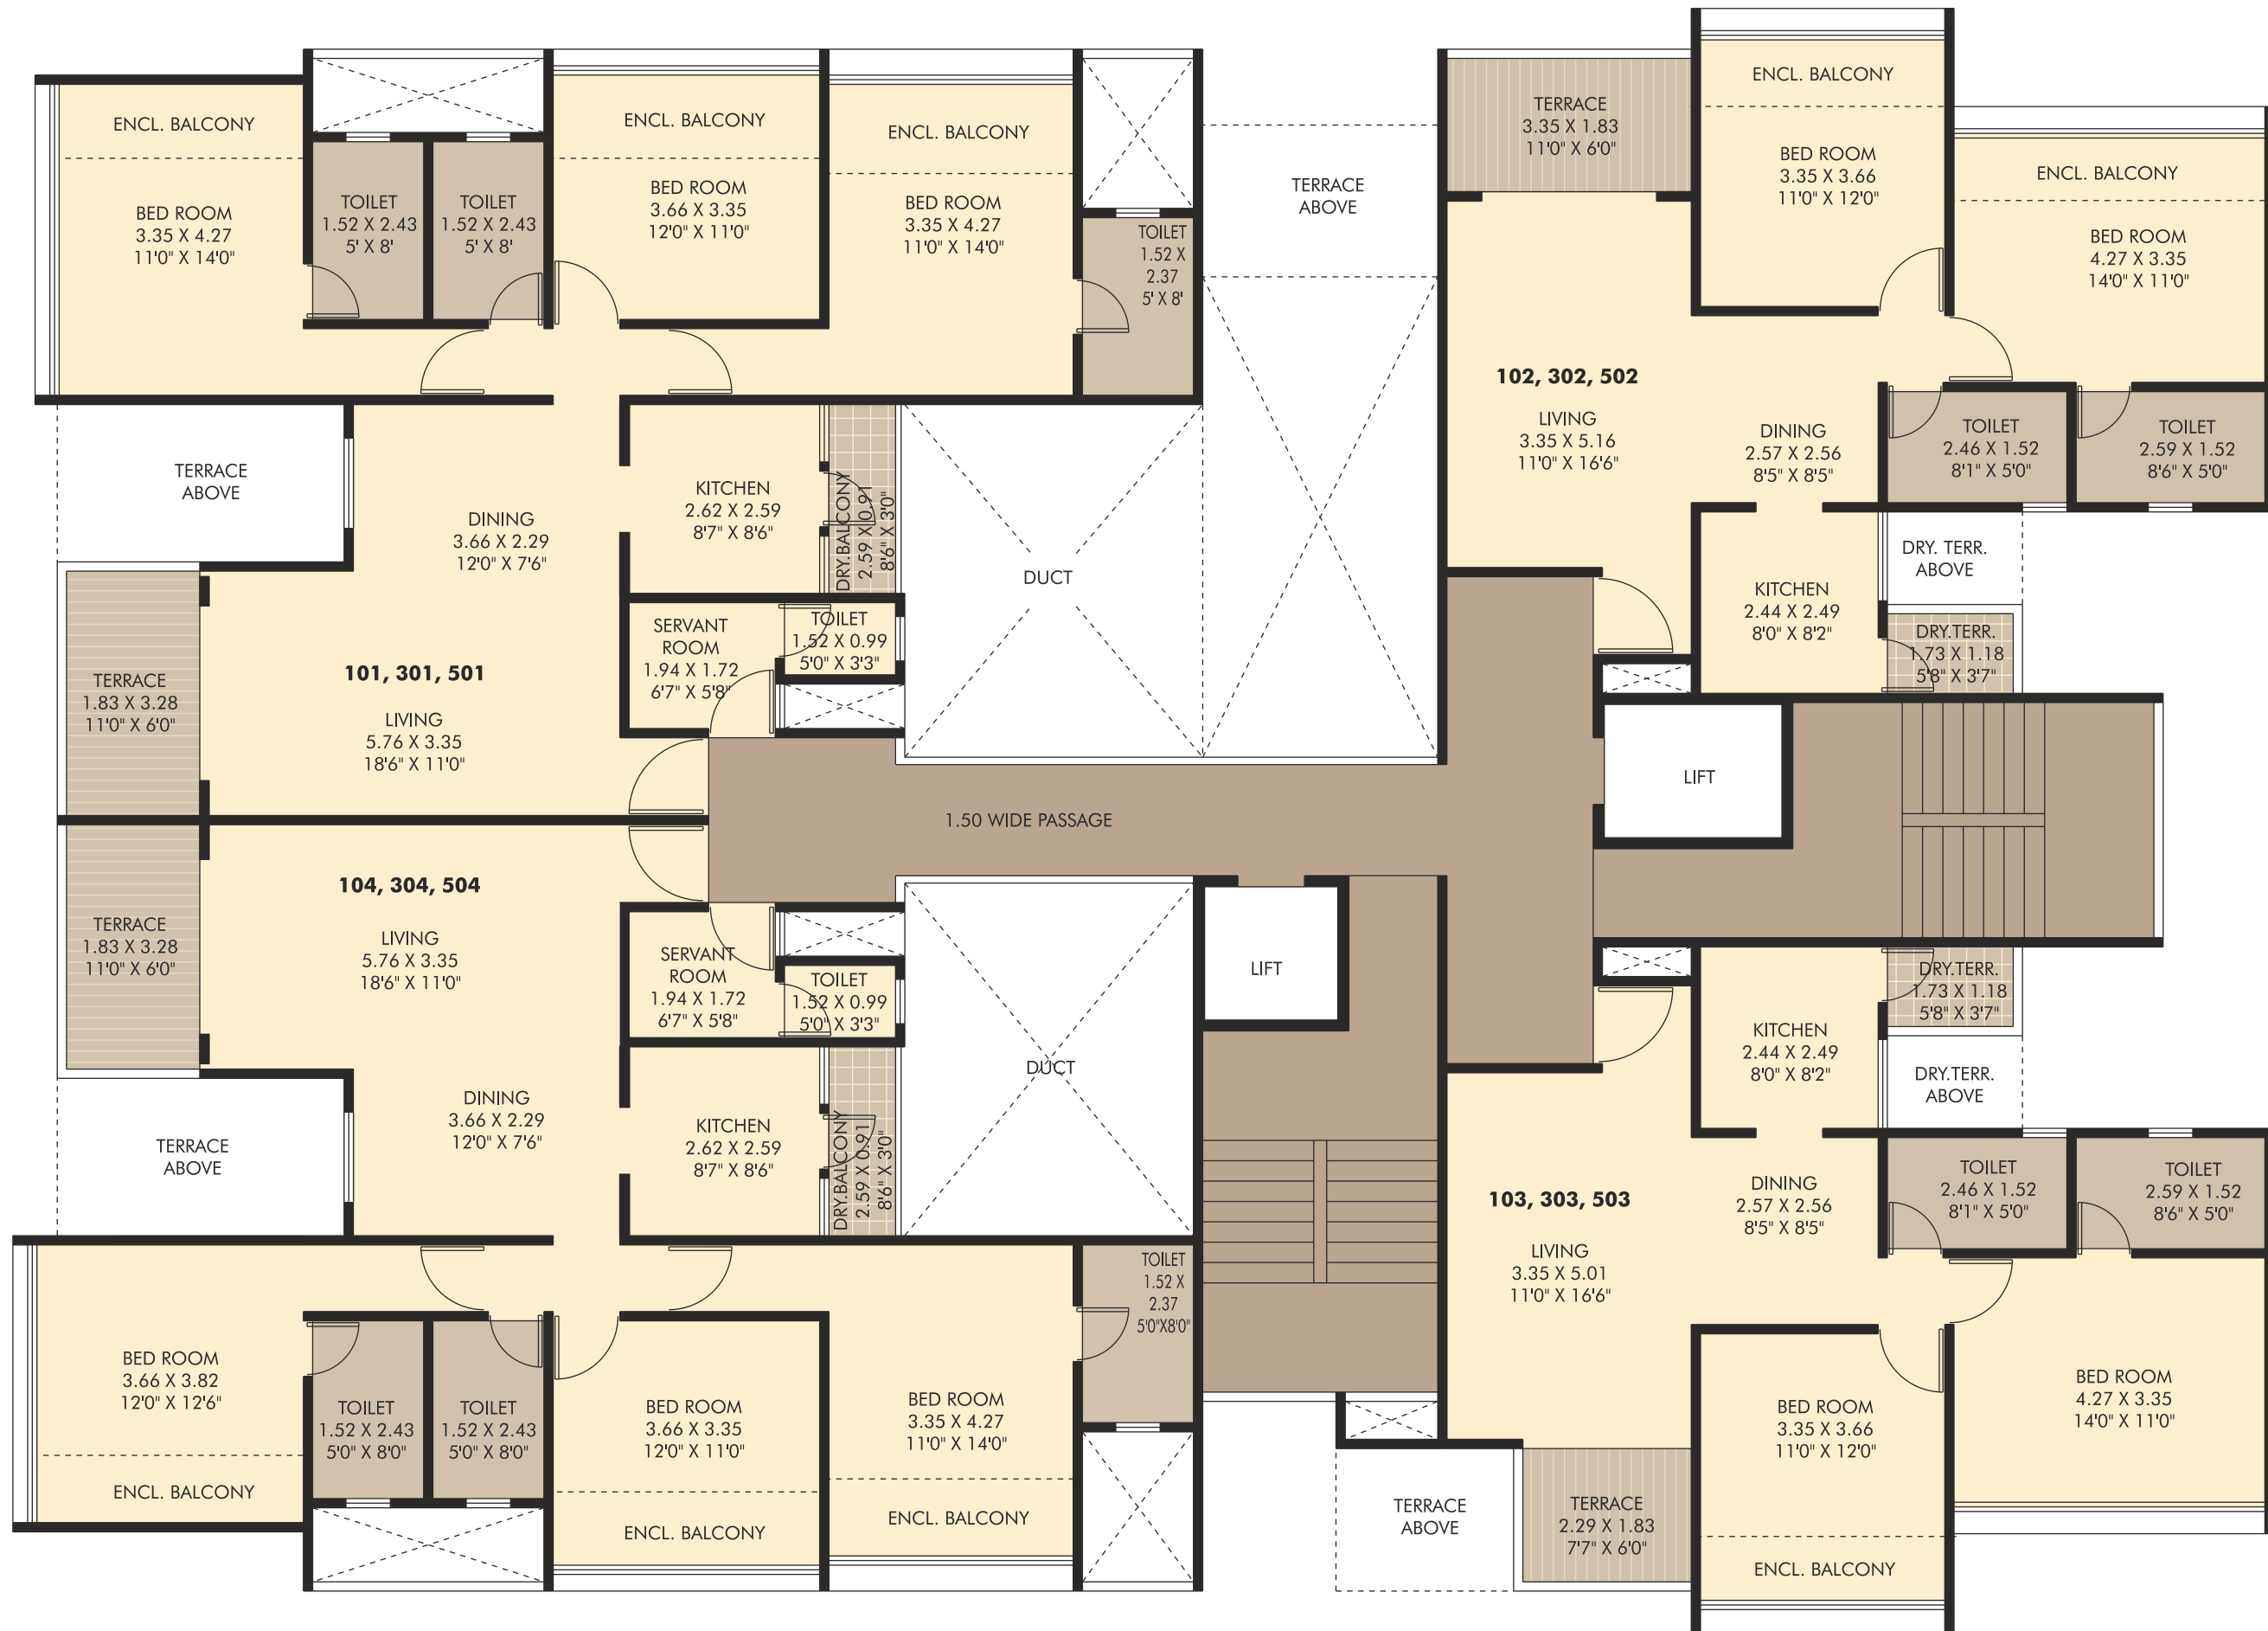 ENCL. BALCONY
BED ROOM
3.35 X 4.27
11'0" X 14'0"
TOILET
1.52 X 2.43
5' X 8'
TOILET
1.52 X 2.43
5' X 8'
ENCL. BALCONY
BED ROOM
3.66 X 3.35
12'0" X 11'0"
ENCL. BALCONY
BED ROOM
3.35 X 4.27
11'0" X 14'0"
TOILET
1.52 X
2.37
5' X 8'
TERRACE
ABOVE
TERRACE
ABOVE
DINING
3.66 X 2.29
12'0" X 7'6"
KITCHEN
2.62 X 2.59
8'7" X 8'6"
DRY.BALCONY
2.59 X 0.91
8'6" X 3'0"
DUCT
SERVANT
ROOM
1.94 X 1.72
6'7" X 5'8"
TOILET
1.52 X 0.99
5'0" X 3'3"
101, 301, 501
TERRACE
1.83 X 3.28
11'0" X 6'0"
LIVING
5.76 X 3.35
18'6" X 11'0"
TERRACE
3.35 X 1.83
11'0" X 6'0"
ENCL. BALCONY
BED ROOM
3.35 X 3.66
11'0" X 12'0"
ENCL. BALCONY
BED ROOM
4.27 X 3.35
14'0" X 11'0"
102, 302, 502
LIVING
3.35 X 5.16
11'0" X 16'6"
DINING
2.57 X 2.56
8'5" X 8'5"
TOILET
2.46 X 1.52
8'1" X 5'0"
TOILET
2.59 X 1.52
8'6" X 5'0"
DRY. TERR.
ABOVE
KITCHEN
2.44 X 2.49
8'0" X 8'2"
DRY.TERR.
1.73 X 1.18
5'8" X 3'7"
LIFT
1.50 WIDE PASSAGE
104, 304, 504
TERRACE
1.83 X 3.28
11'0" X 6'0"
LIVING
5.76 X 3.35
18'6" X 11'0"
SERVANT
ROOM
1.94 X 1.72
6'7" X 5'8"
TOILET
1.52 X 0.99
5'0" X 3'3"
DUCT
LIFT
DINING
3.66 X 2.29
12'0" X 7'6"
KITCHEN
2.62 X 2.59
8'7" X 8'6"
DRY.BALCONY
2.59 X 0.91
8'6" X 3'0"
TERRACE
ABOVE
BED ROOM
3.66 X 3.82
12'0" X 12'6"
ENCL. BALCONY
TOILET
1.52 X 2.43
5'0" X 8'0"
TOILET
1.52 X 2.43
5'0" X 8'0"
BED ROOM
3.66 X 3.35
12'0" X 11'0"
ENCL. BALCONY
BED ROOM
3.35 X 4.27
11'0" X 14'0"
ENCL. BALCONY
TOILET
1.52 X
2.37
5'0"X8'0"
DRY.TERR.
1.73 X 1.18
5'8" X 3'7"
KITCHEN
2.44 X 2.49
8'0" X 8'2"
DRY.TERR.
ABOVE
103, 303, 503
LIVING
3.35 X 5.01
11'0" X 16'6"
DINING
2.57 X 2.56
8'5" X 8'5"
TOILET
2.46 X 1.52
8'1" X 5'0"
TOILET
2.59 X 1.52
8'6" X 5'0"
BED ROOM
3.35 X 3.66
11'0" X 12'0"
ENCL. BALCONY
BED ROOM
4.27 X 3.35
14'0" X 11'0"
TERRACE
ABOVE
TERRACE
2.29 X 1.83
7'7" X 6'0"